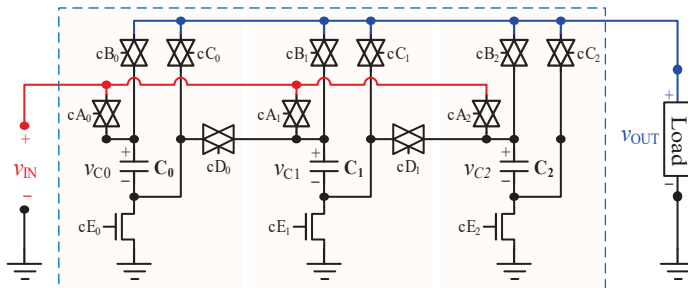 cB₀ cC₀ cB₁ cC₁ cB₂ cC₂
cA₀ cA₁ cA₂
+ + Load
+ + + vOUT
vIN vC0 C₀ cD₀ vC1 C₁ cD₁ vC2 C₂
− − − − −
cE₀ cE₁ cE₂